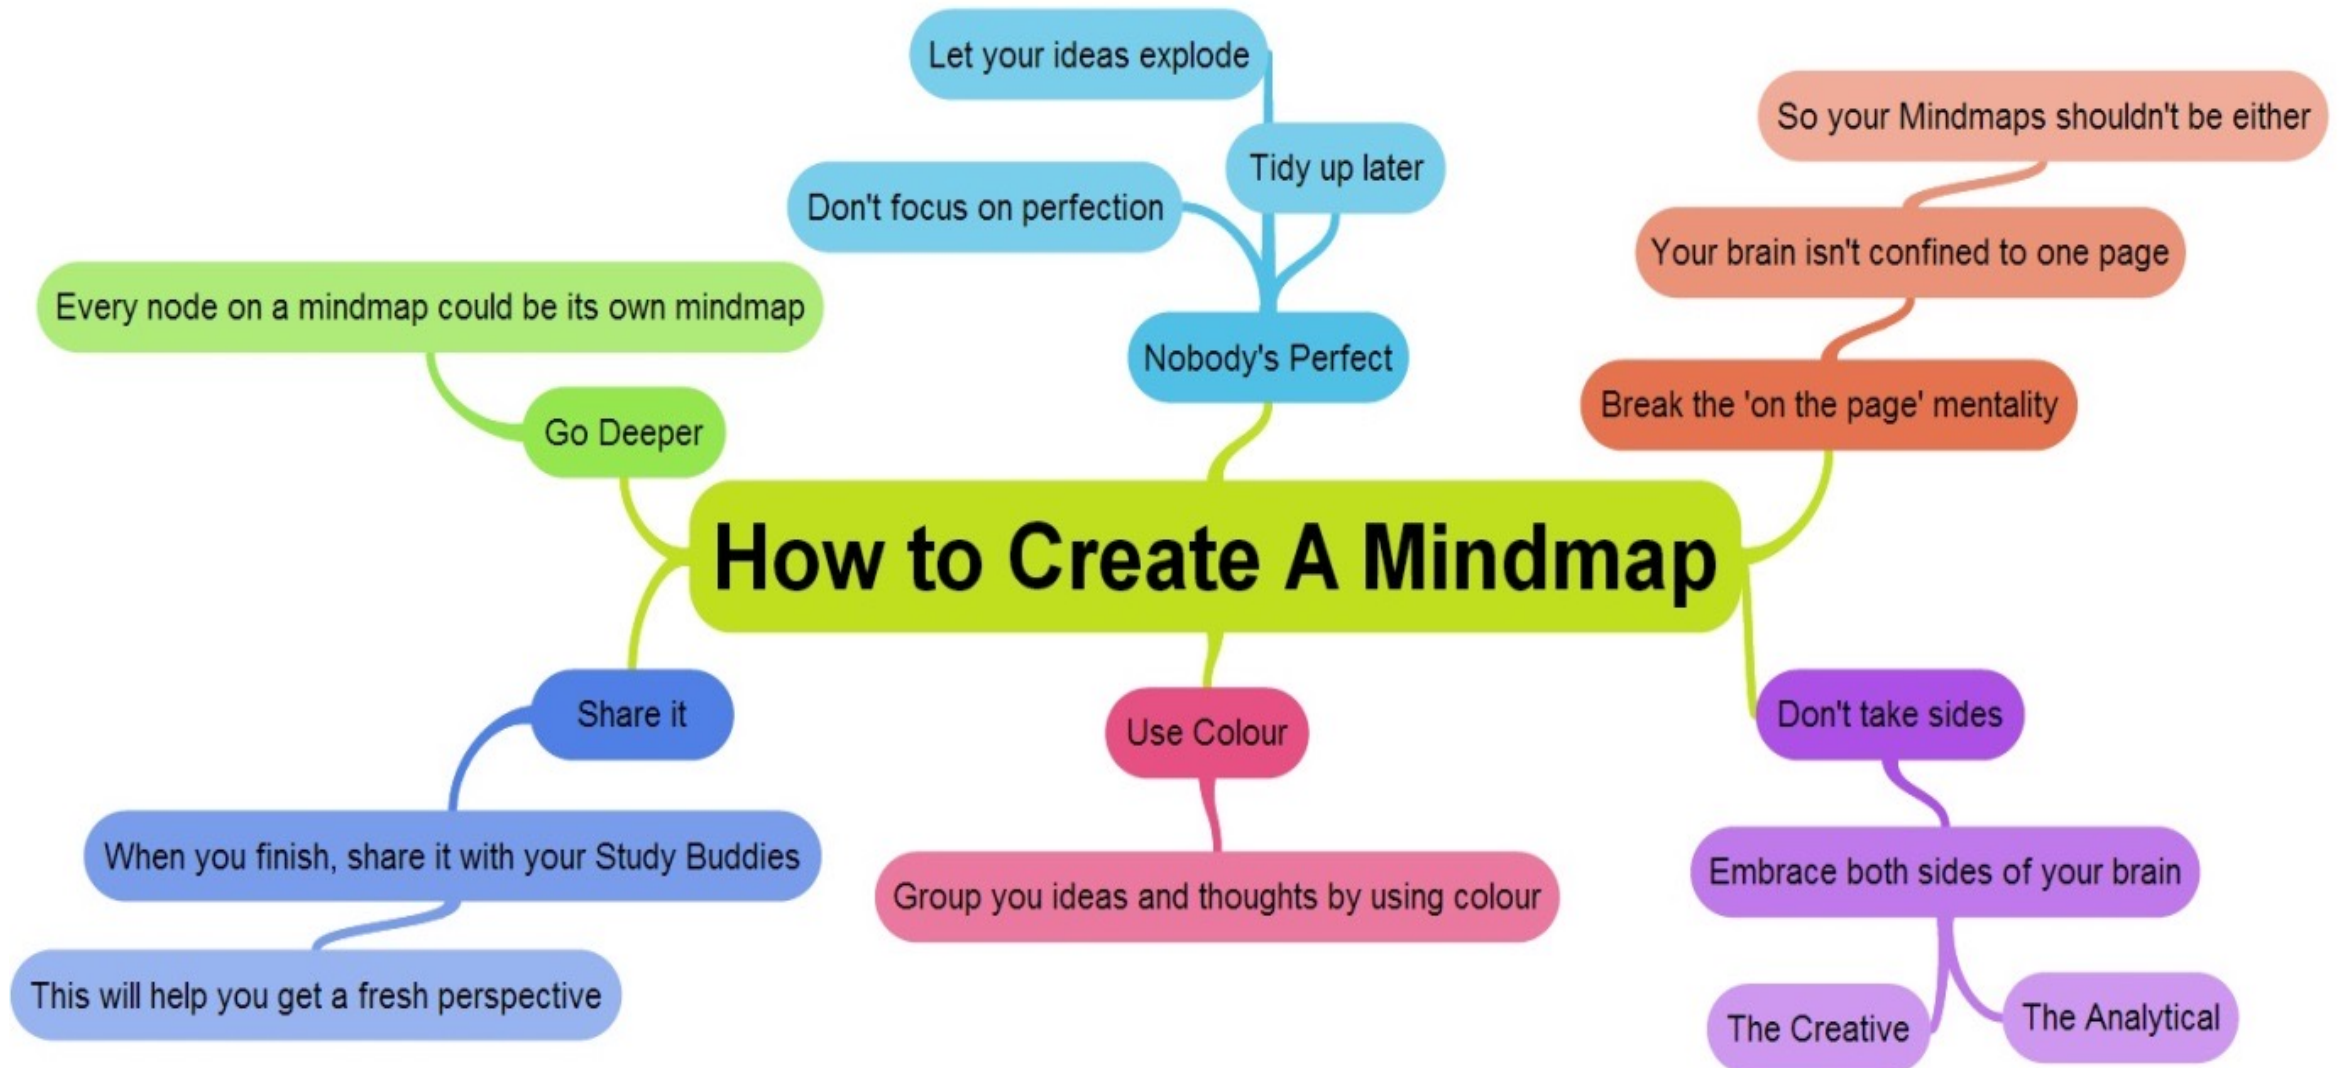 Let your ideas explode
Tidy up later
Don't focus on perfection
Nobody's Perfect
So your Mindmaps shouldn't be either
Your brain isn't confined to one page
Break the 'on the page' mentality
Every node on a mindmap could be its own mindmap
Go Deeper
How to Create A Mindmap
Share it
When you finish, share it with your Study Buddies
This will help you get a fresh perspective
Use Colour
Group you ideas and thoughts by using colour
Don't take sides
Embrace both sides of your brain
The Creative
The Analytical